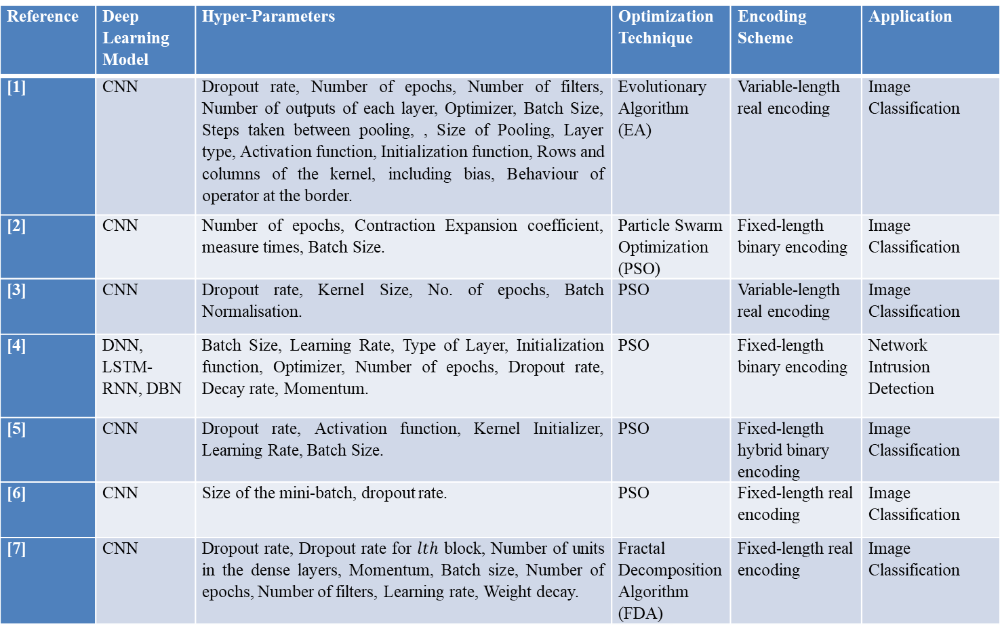 Reference
Deep
Learning
Model
Hyper-Parameters
Optimization
Technique
Encoding
Scheme
Application
[1]
CNN
Dropout rate, Number of epochs, Number of filters,
Number of outputs of each layer, Optimizer, Batch Size,
Steps taken between pooling, , Size of Pooling, Layer
type, Activation function, Initialization function, Rows and
columns of the kernel, including bias, Behaviour of
operator at the border.
Evolutionary
Algorithm
(EA)
Variable-length
real encoding
Image
Classification
[2]
CNN
Number of epochs, Contraction Expansion coefficient,
measure times, Batch Size.
Particle Swarm
Optimization
(PSO)
Fixed-length
binary encoding
Image
Classification
[3]
CNN
Dropout rate, Kernel Size, No. of epochs, Batch
Normalisation.
PSO
Variable-length
real encoding
Image
Classification
[4]
DNN,
LSTM-
RNN, DBN
Batch Size, Learning Rate, Type of Layer, Initialization
function, Optimizer, Number of epochs, Dropout rate,
Decay rate, Momentum.
PSO
Fixed-length
binary encoding
Network
Intrusion
Detection
[5]
CNN
Dropout rate, Activation function, Kernel Initializer,
Learning Rate, Batch Size.
PSO
Fixed-length
hybrid binary
encoding
Image
Classification
[6]
CNN
Size of the mini-batch, dropout rate.
PSO
Fixed-length real
encoding
Image
Classification
[7]
CNN
Dropout rate, Dropout rate for lth block, Number of units
in the dense layers, Momentum, Batch size, Number of
epochs, Number of filters, Learning rate, Weight decay.
Fractal
Decomposition
Algorithm
(FDA)
Fixed-length real
encoding
Image
Classification